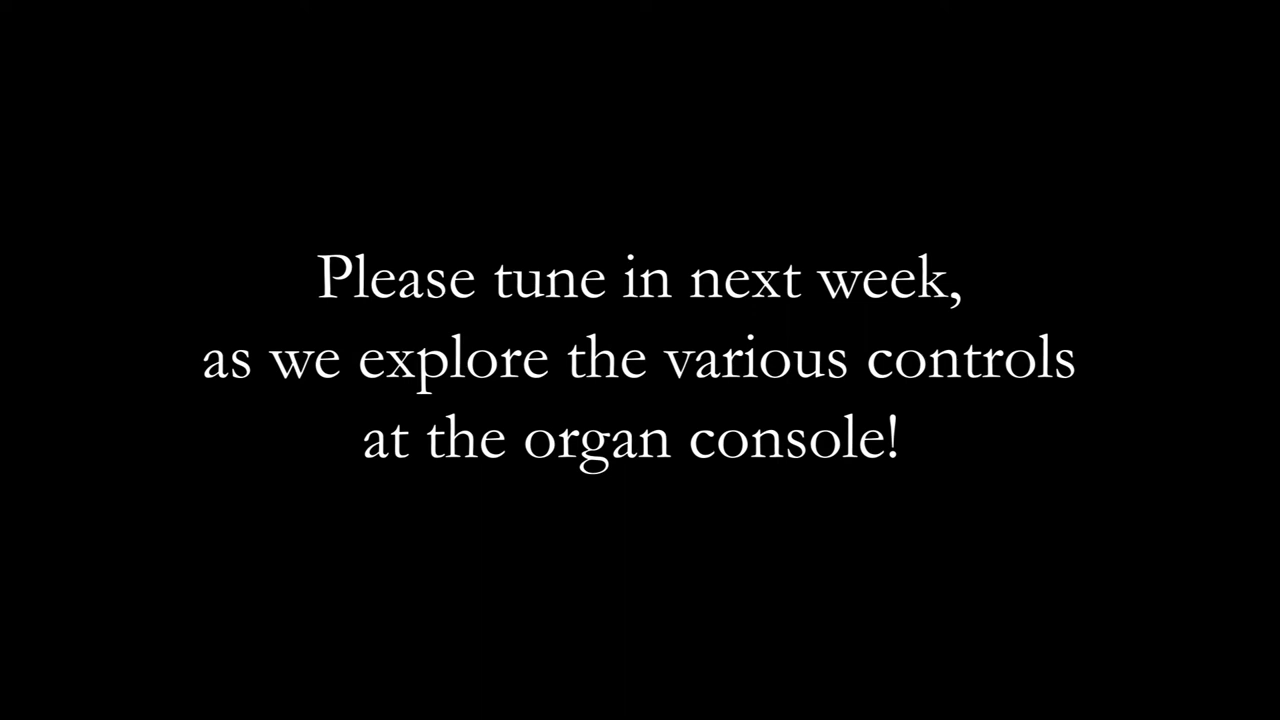 Please tune in next week,
as we explore the various controls
at the organ console!